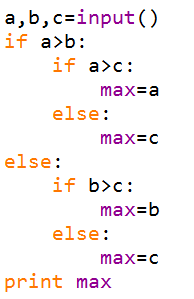 a,b,c=input()
if a>b:
    if a>c:
        max=a
    else:
        max=c
else:
    if b>c:
        max=b
    else:
        max=c
print max